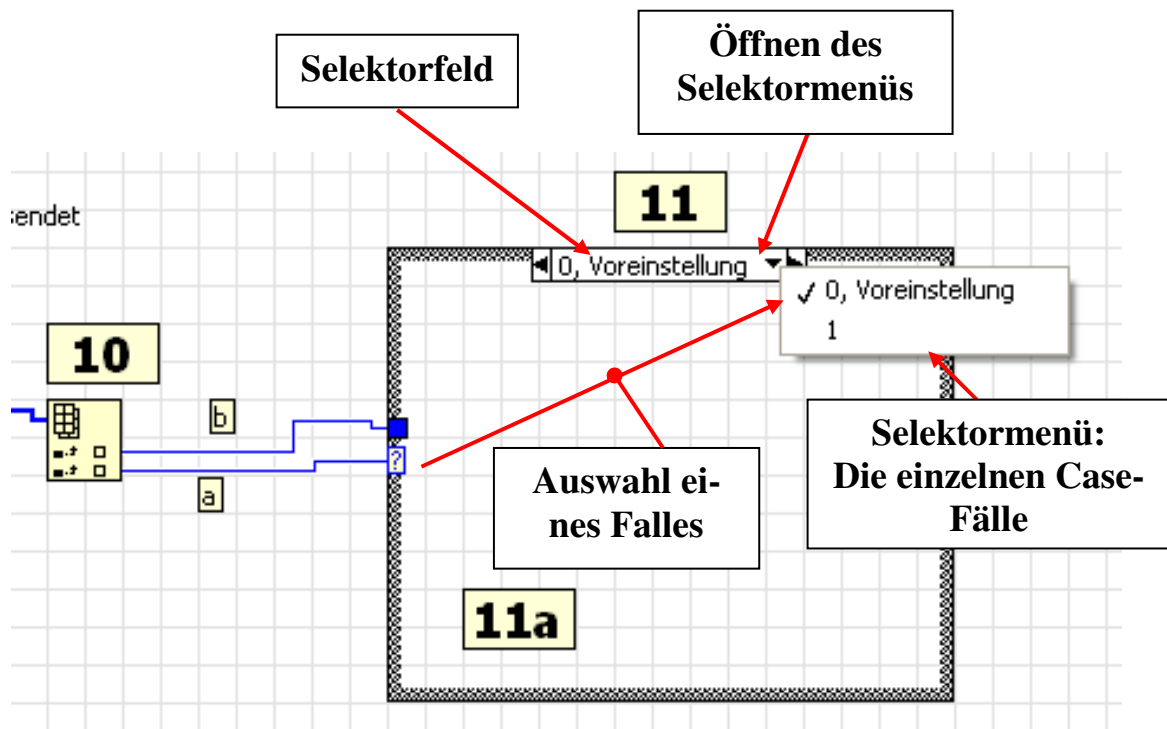 Selektorfeld
Öffnen des
Selektormenüs
11
sendet
0, Voreinstellung
0, Voreinstellung
1
10
b
?
a
Auswahl ei-
nes Falles
Selektormenü:
Die einzelnen Case-
Fälle
11a